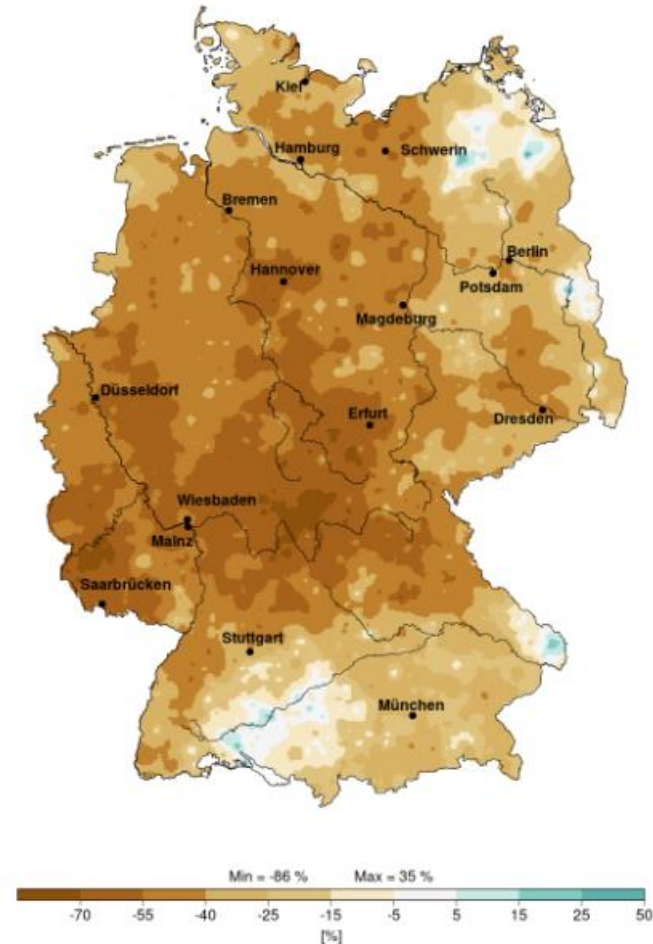 Kiel
Hamburg
Schwerin
Bremen
Berlin
Hannover
Potsdam
Magdeburg
Düsseldorf
Erfurt
Dresden
Wiesbaden
Mainz
Saarbrücken
Stuttgart
München
Min = -86 % Max = 35 %
-70 -55 -40 -25 -15 -5 5 15 25 50
[%]